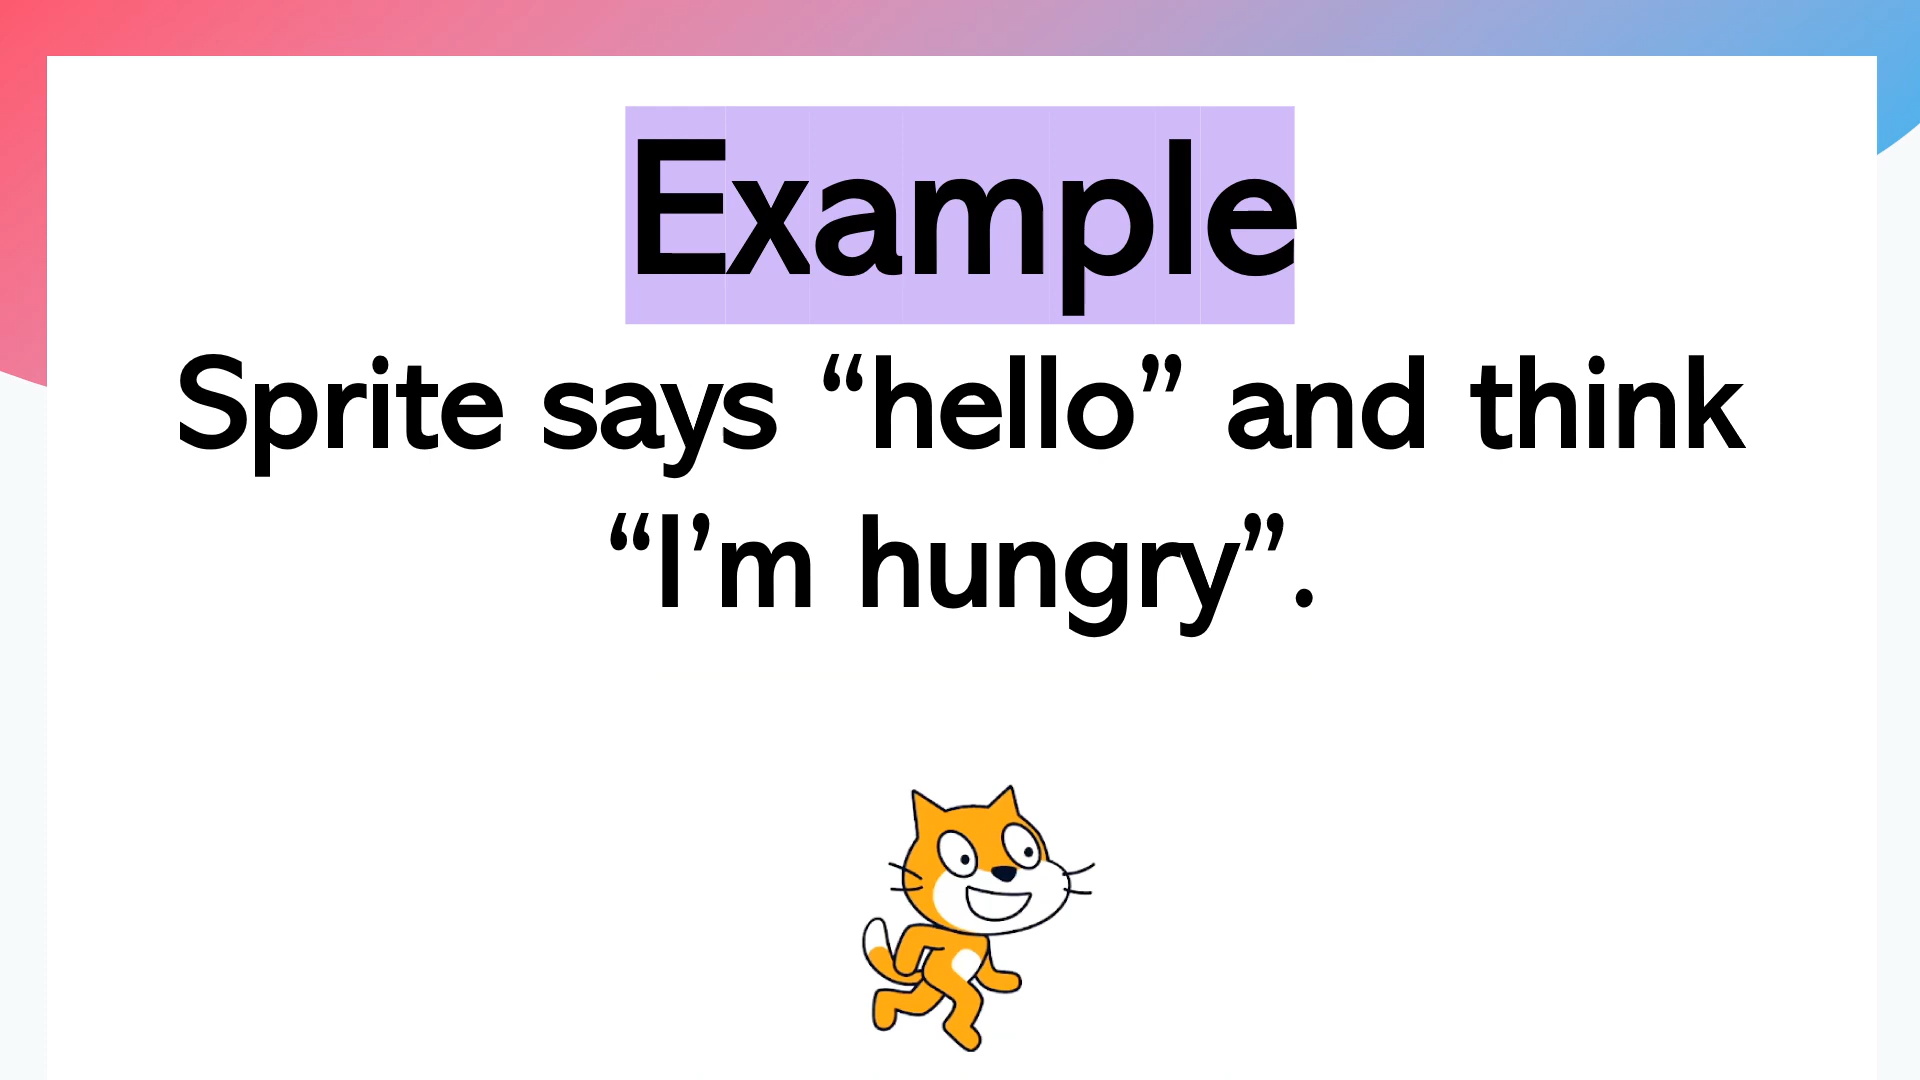 Example
Sprite says “hello” and think
“I’m hungry”.